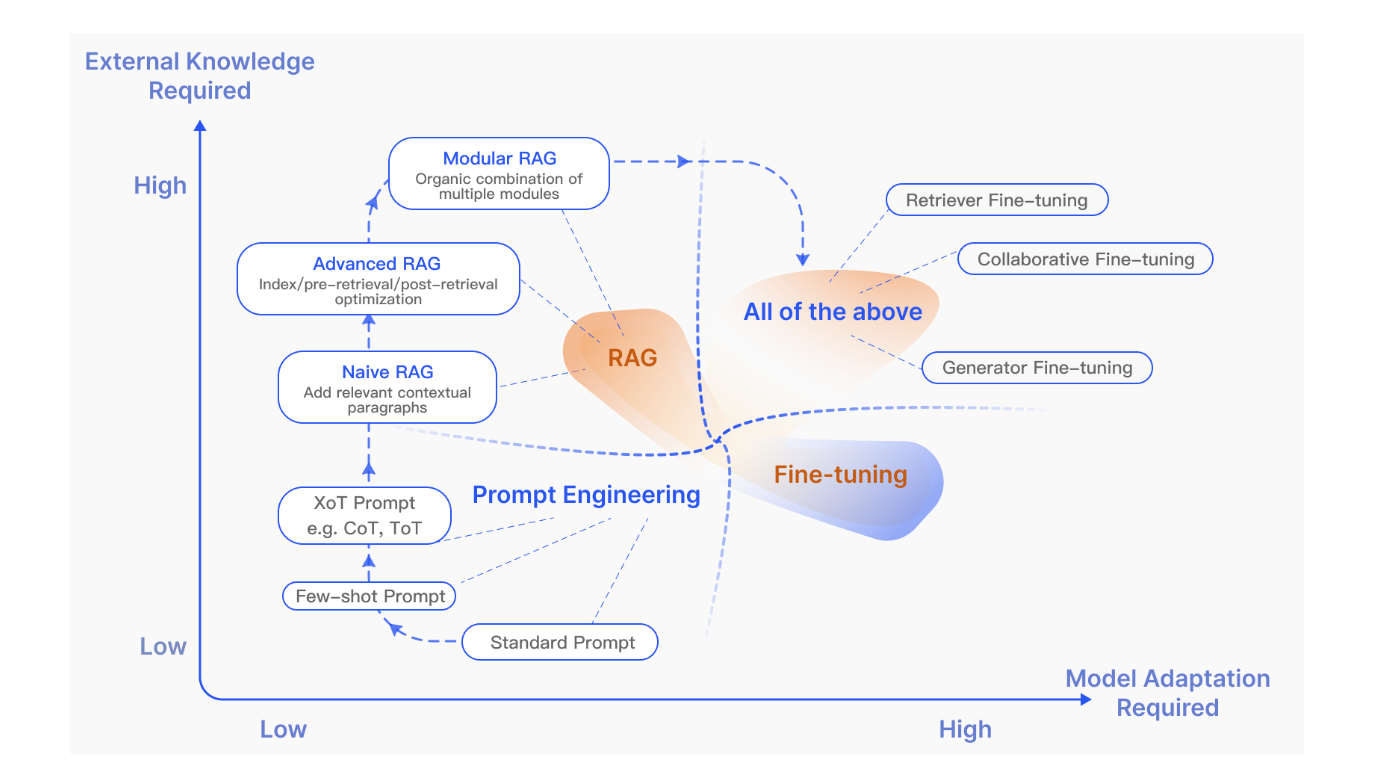 External Knowledge
Required
High
Modular RAG
Organic combination of
multiple modules
Retriever Fine-tuning
Advanced RAG
Index/pre-retrieval/post-retrieval
optimization
Collaborative Fine-tuning
All of the above
RAG
Naive RAG
Add relevant contextual
paragraphs
Generator Fine-tuning
Fine-tuning
Prompt Engineering
XoT Prompt
e.g. CoT, ToT
Few-shot Prompt
Standard Prompt
Low
Model Adaptation
Required
Low
High